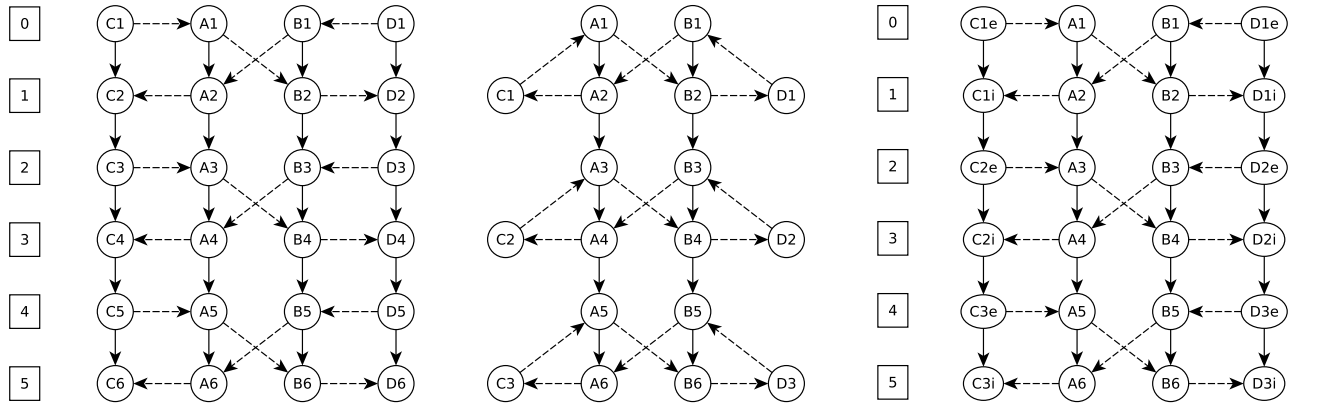 0 C1 A1 B1 D1 A1 B1 0 C1e A1 B1 D1e
1 C2 A2 B2 D2 C1 A2 B2 D1 1 C1i A2 B2 D1i
2 C3 A3 B3 D3 A3 B3 2 C2e A3 B3 D2e
3 C4 A4 B4 D4 C2 A4 B4 D2 3 C2i A4 B4 D2i
4 C5 A5 B5 D5 A5 B5 4 C3e A5 B5 D3e
5 C6 A6 B6 D6 C3 A6 B6 D3 5 C3i A6 B6 D3i